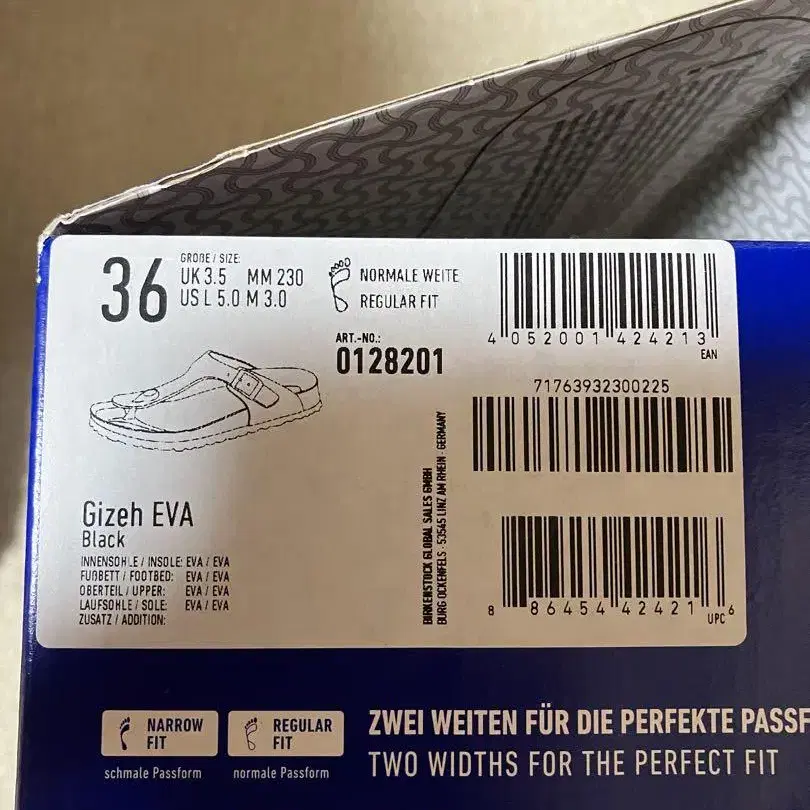 36
GRÖßE / SIZE:
UK 3.5 MM 230
US L 5.0 M 3.0
NORMALE WEITE
REGULAR FIT
ART.-NO.:
0128201
4 052001 424213
EAN
71763932300225
Gizeh EVA
Black
INNENSOHLE / INSOLE: EVA / EVA
FUßBETT / FOOTBED: EVA / EVA
OBERTEIL / UPPER: EVA / EVA
LAUFSOHLE / SOLE: EVA / EVA
ZUSATZ / ADDITION:
BIRKENSTOCK GLOBAL SALES GMBH
BURG OCKENFELS · 53545 LINZ AM RHEIN · GERMANY
8 86454 42421 6
UPC
NARROW FIT
schmale Passform
REGULAR FIT
normale Passform
ZWEI WEITEN FÜR DIE PERFEKTE PASSF
TWO WIDTHS FOR THE PERFECT FIT